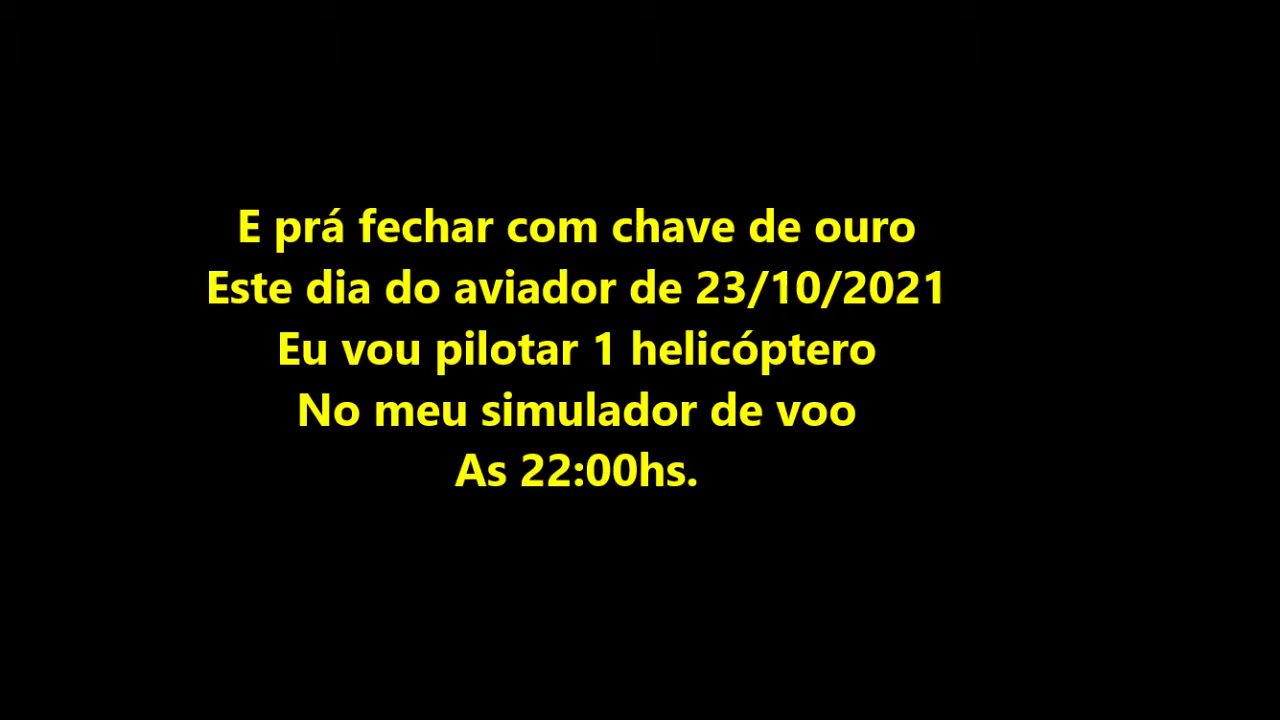 E prá fechar com chave de ouro
Este dia do aviador de 23/10/2021
Eu vou pilotar 1 helicóptero
No meu simulador de voo
As 22:00hs.